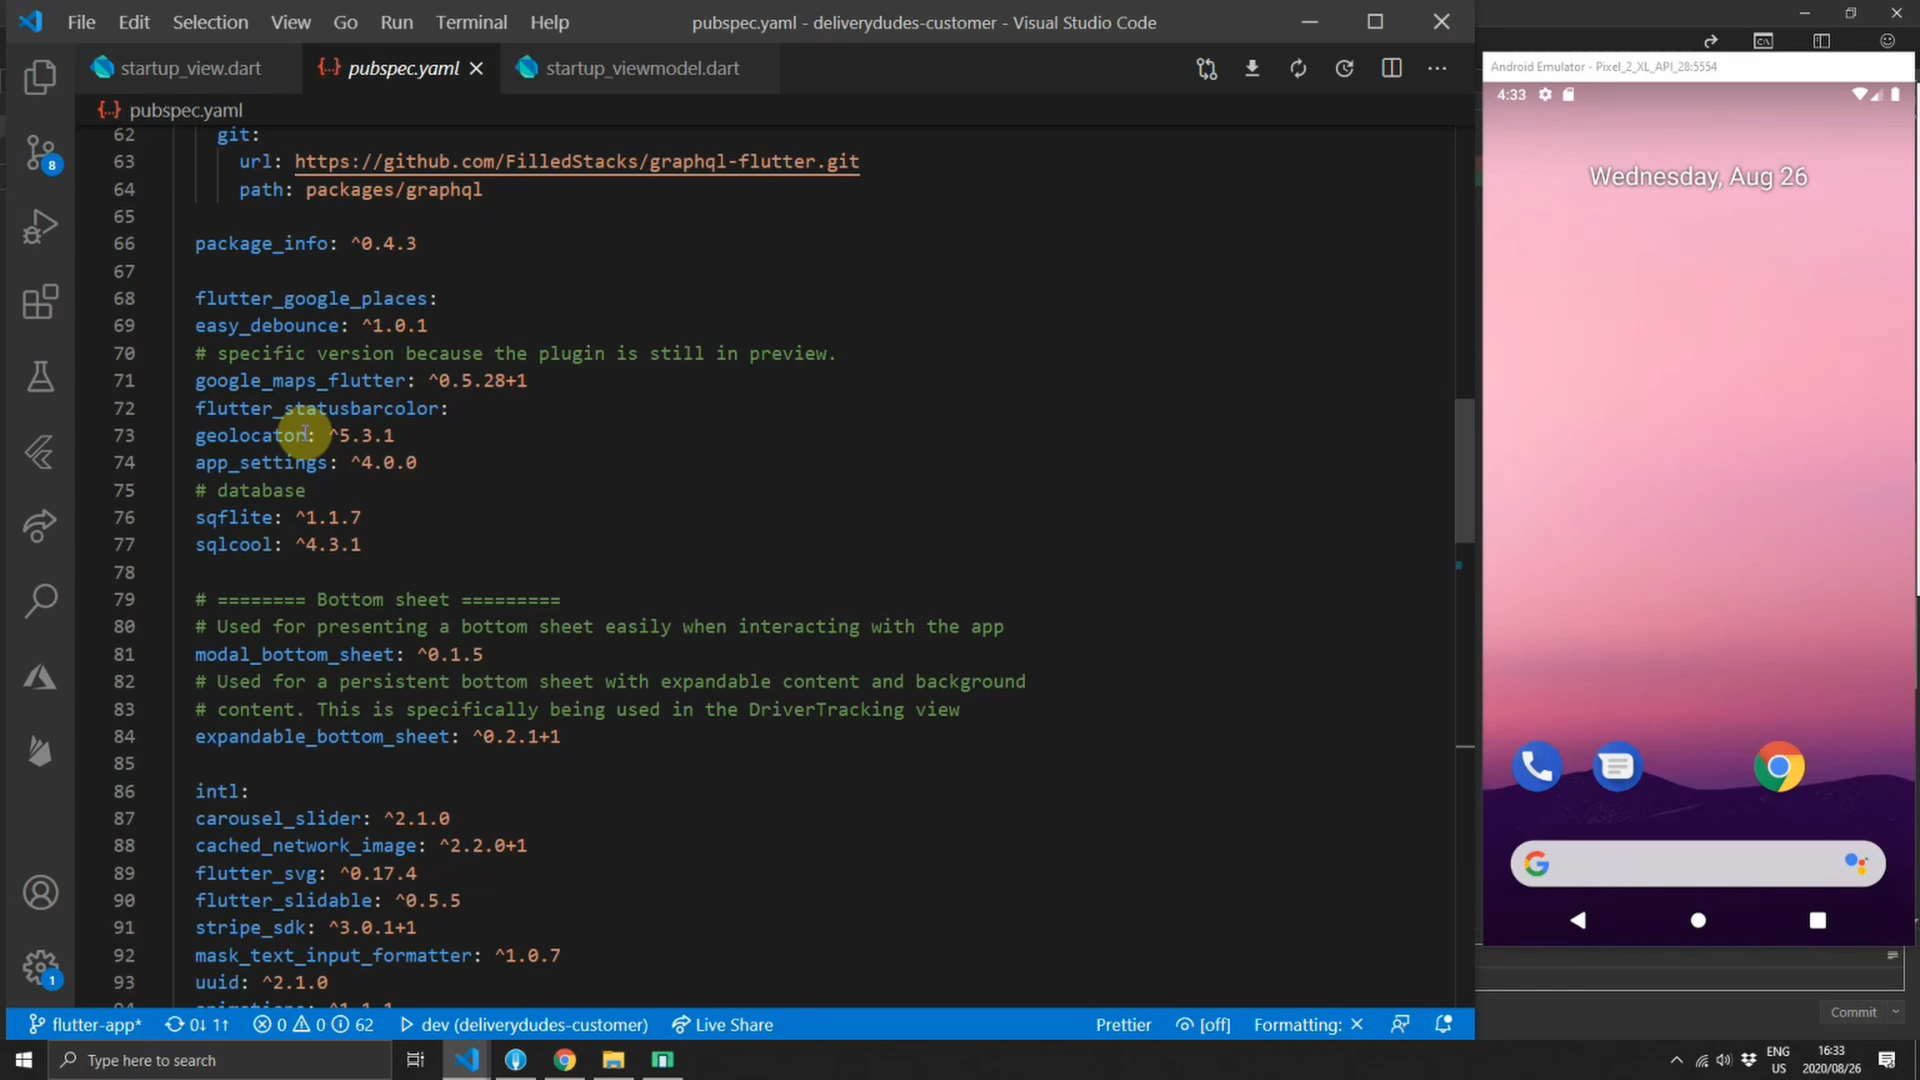 File Edit Selection View Go Run Terminal Help
pubspec.yaml - deliverydudes-customer - Visual Studio Code
startup_view.dart
pubspec.yaml
startup_viewmodel.dart
pubspec.yaml
62 git:
63 url: https://github.com/FilledStacks/graphql-flutter.git
64 path: packages/graphql
65
66 package_info: ^0.4.3
67
68 flutter_google_places:
69 easy_debounce: ^1.0.1
70 # specific version because the plugin is still in preview.
71 google_maps_flutter: ^0.5.28+1
72 flutter_statusbarcolor:
73 geolocator: ^5.3.1
74 app_settings: ^4.0.0
75 # database
76 sqflite: ^1.1.7
77 sqlcool: ^4.3.1
78
79 # ======== Bottom sheet =========
80 # Used for presenting a bottom sheet easily when interacting with the app
81 modal_bottom_sheet: ^0.1.5
82 # Used for a persistent bottom sheet with expandable content and background
83 # content. This is specifically being used in the DriverTracking view
84 expandable_bottom_sheet: ^0.2.1+1
85
86 intl:
87 carousel_slider: ^2.1.0
88 cached_network_image: ^2.2.0+1
89 flutter_svg: ^0.17.4
90 flutter_slidable: ^0.5.5
91 stripe_sdk: ^3.0.1+1
92 mask_text_input_formatter: ^1.0.7
93 uuid: ^2.1.0
8
1
flutter-app* 0↓ 1↑ 0 0 62 dev (deliverydudes-customer) Live Share Prettier [off] Formatting: ×
Android Emulator - Pixel_2_XL_API_28:5554
4:33
Wednesday, Aug 26
Commit
Type here to search
ENG
US
16:33
2020/08/26